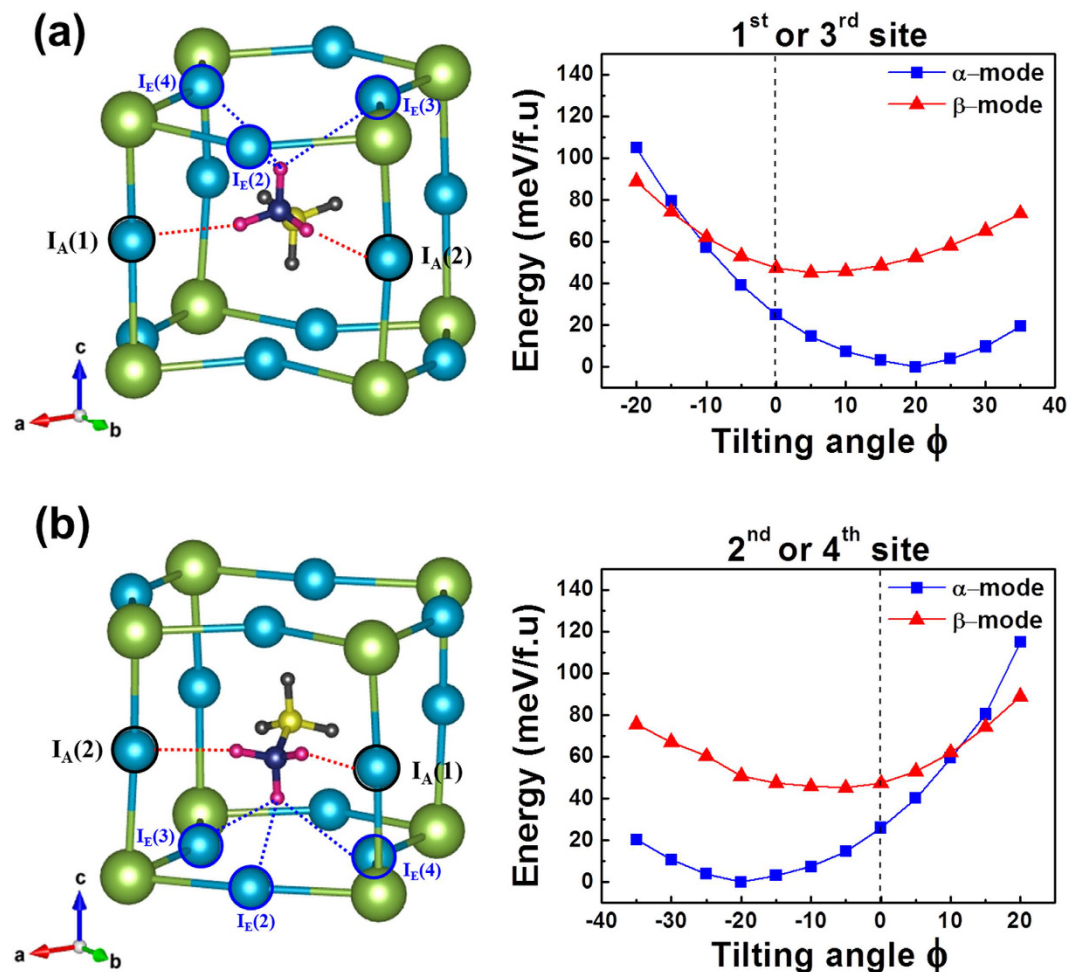 (a)
I_E(4)
I_E(3)
I_E(2)
I_A(1)
I_A(2)
c
a
b
1st or 3rd site
α–mode
β–mode
Energy (meV/f.u)
140
120
100
80
60
40
20
0
-20 -10 0 10 20 30 40
Tilting angle ϕ
(b)
I_A(2)
I_A(1)
I_E(3)
I_E(4)
I_E(2)
c
a
b
2nd or 4th site
α–mode
β–mode
Energy (meV/f.u)
140
120
100
80
60
40
20
0
-40 -30 -20 -10 0 10 20
Tilting angle ϕ